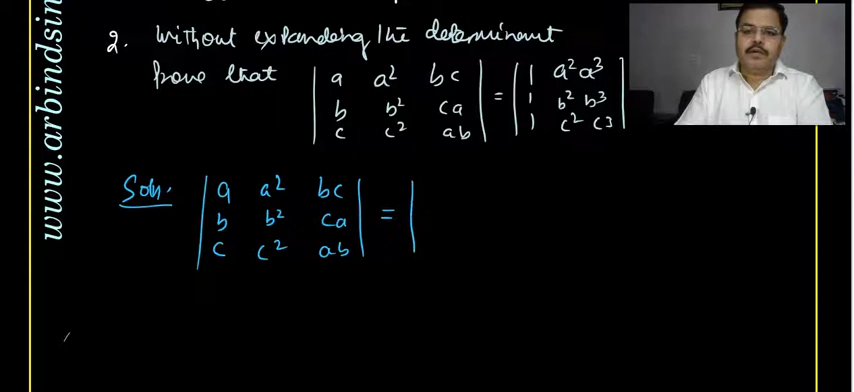 www.arbindsin
2. Without expanding the determinant
prove that | a a² bc | = | 1 a² a³ |
| b b² ca | | 1 b² b³ |
| c c² ab | | 1 c² c3 |
Soln. | a a² bc | = |
| b b² ca |
| c c² ab |